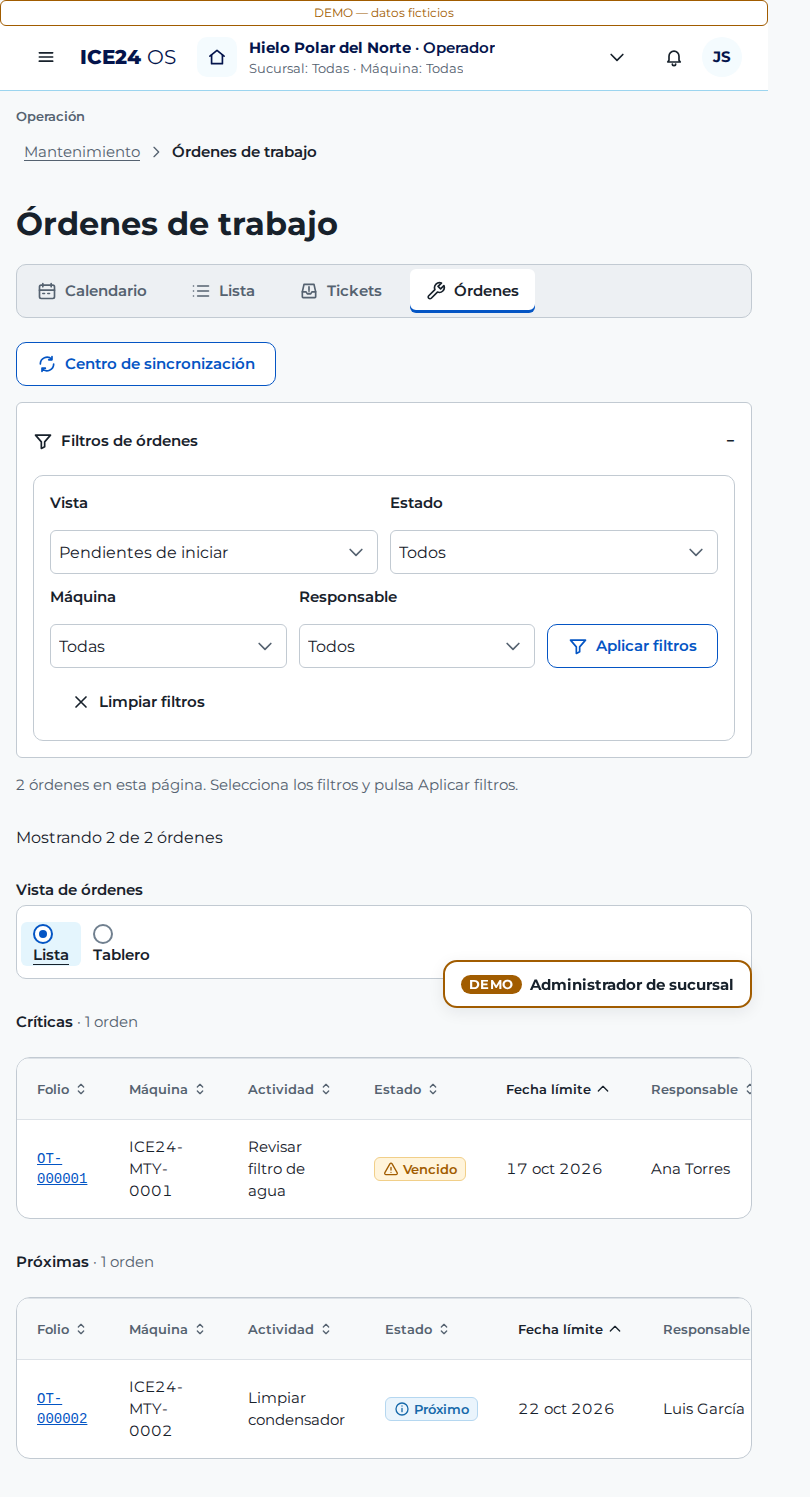 DEMO — datos ficticios
ICE24 OS
Hielo Polar del Norte · Operador
Sucursal: Todas · Máquina: Todas
JS
Operación
Mantenimiento > Órdenes de trabajo
Órdenes de trabajo
Calendario Lista Tickets Órdenes
Centro de sincronización
Filtros de órdenes –
Vista Estado
Pendientes de iniciar Todos
Máquina Responsable
Todas Todos Aplicar filtros
Limpiar filtros
2 órdenes en esta página. Selecciona los filtros y pulsa Aplicar filtros.
Mostrando 2 de 2 órdenes
Vista de órdenes
Lista Tablero
DEMO Administrador de sucursal
Críticas · 1 orden
Folio Máquina Actividad Estado Fecha límite Responsable
OT-000001 ICE24-MTY-0001 Revisar filtro de agua Vencido 17 oct 2026 Ana Torres
Próximas · 1 orden
Folio Máquina Actividad Estado Fecha límite Responsable
OT-000002 ICE24-MTY-0002 Limpiar condensador Próximo 22 oct 2026 Luis García